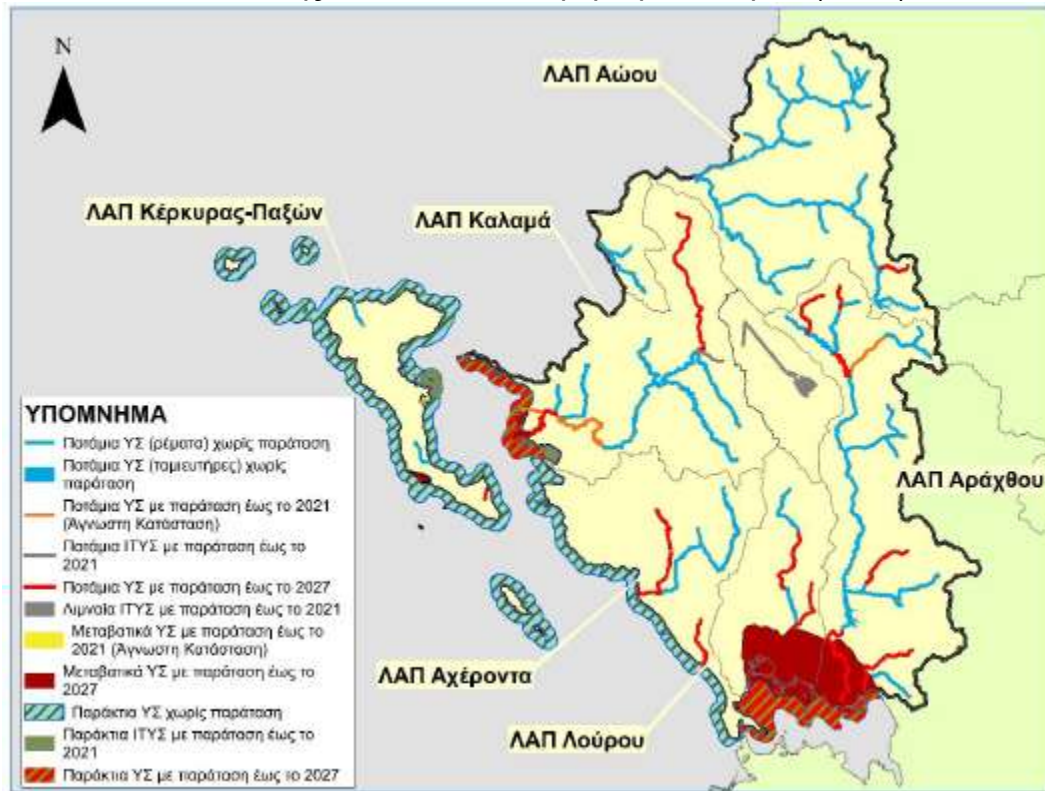 N
ΛΑΠ Αώου
ΛΑΠ Κέρκυρας-Παξών
ΛΑΠ Καλαμά
ΥΠΟΜΝΗΜΑ
Ποτάμια ΥΣ (ρέματα) χωρίς παράταση
Ποτάμια ΥΣ (ταμιευτήρες) χωρίς
παράταση
Ποτάμια ΥΣ με παράταση έως το 2021
(Άγνωστη Κατάσταση)
Ποτάμια ΙΤΥΣ με παράταση έως το
2021
Ποτάμια ΥΣ με παράταση έως το 2027
Λιμναία ΙΤΥΣ με παράταση έως το 2021
Μεταβατικά ΥΣ με παράταση έως το
2021 (Άγνωστη Κατάσταση)
Μεταβατικά ΥΣ με παράταση έως το
2027
Παράκτια ΥΣ χωρίς παράταση
Παράκτια ΙΤΥΣ με παράταση έως το
2021
Παράκτια ΥΣ με παράταση έως το 2027
ΛΑΠ Αράχθου
ΛΑΠ Αχέροντα
ΛΑΠ Λούρου